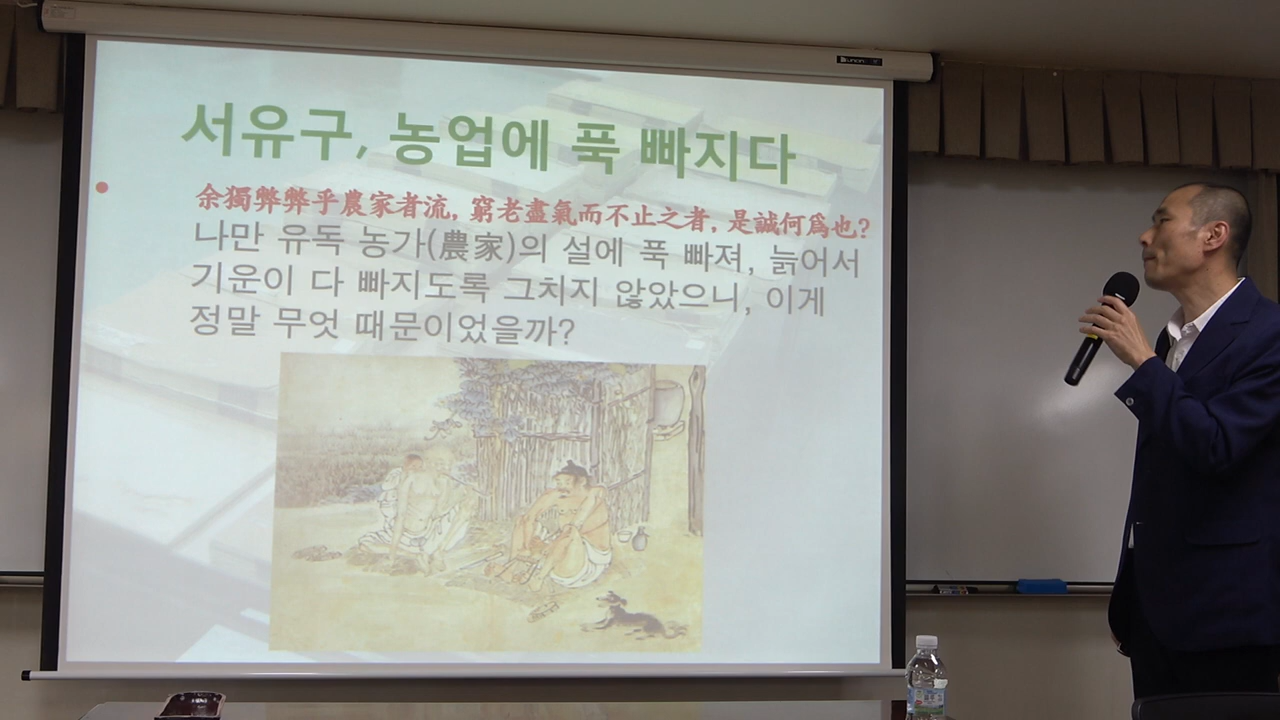 서유구, 농업에 푹 빠지다
余獨弊弊乎農家者流, 窮老盡氣而不止之者, 是誠何爲也?
나만 유독 농가(農家)의 설에 푹 빠져, 늙어서
기운이 다 빠지도록 그치지 않았으니, 이게
정말 무엇 때문이었을까?